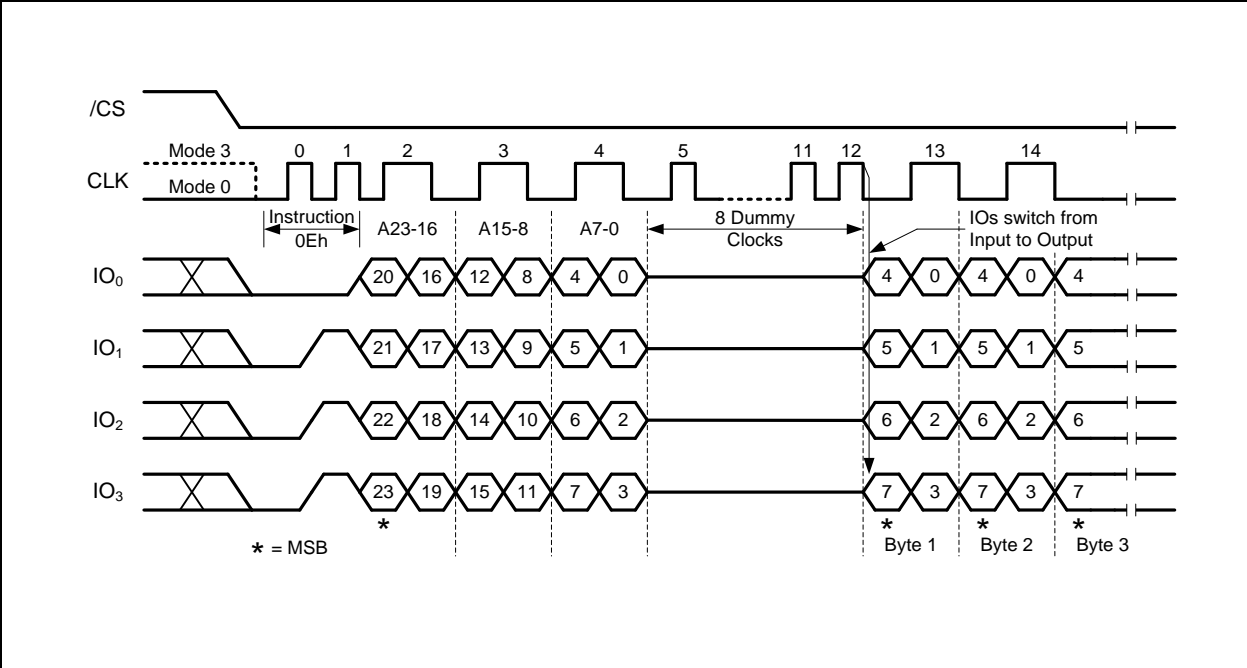 /CS
Mode 3 0 1 2 3 4 5 11 12 13 14
CLK Mode 0
Instruction 0Eh A23-16 A15-8 A7-0 8 Dummy Clocks IOs switch from Input to Output
IO₀ 20 16 12 8 4 0 4 0 4 0 4
IO₁ 21 17 13 9 5 1 5 1 5 1 5
IO₂ 22 18 14 10 6 2 6 2 6 2 6
IO₃ 23 19 15 11 7 3 7 3 7 3 7
* * * *
* = MSB Byte 1 Byte 2 Byte 3